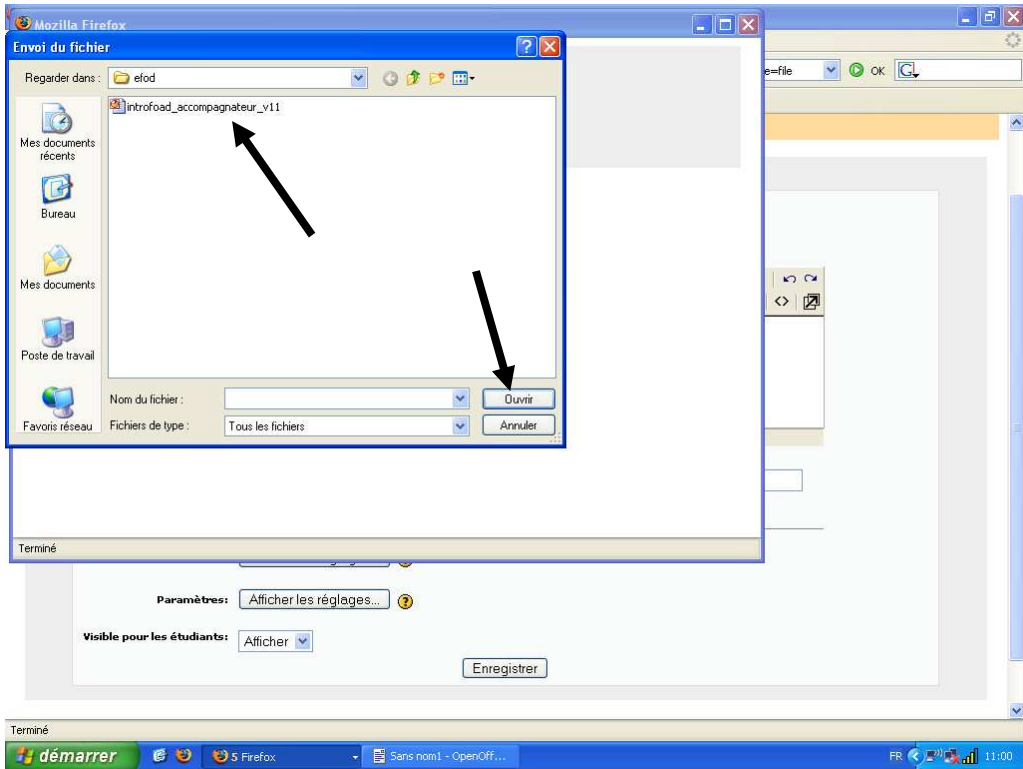 Mozilla Firefox
Envoi du fichier
Regarder dans :
efod
e=file
OK
introfoad_accompagnateur_v11
Mes documents
récents
Bureau
Mes documents
Poste de travail
Favoris réseau
Nom du fichier :
Ouvrir
Fichiers de type :
Tous les fichiers
Annuler
Terminé
Paramètres:
Afficher les réglages...
Visible pour les étudiants:
Afficher
Enregistrer
Terminé
démarrer
5 Firefox
Sans nom1 - OpenOff...
FR
11:00